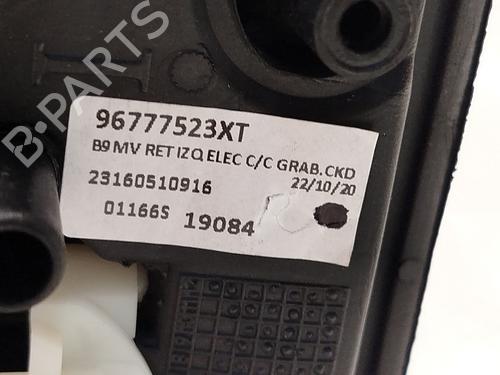 B-PARTS
96777523XT
B9 MV RET IZQ ELEC C/C GRAB.CKD
23160510916 22/10/20
01166S 19084